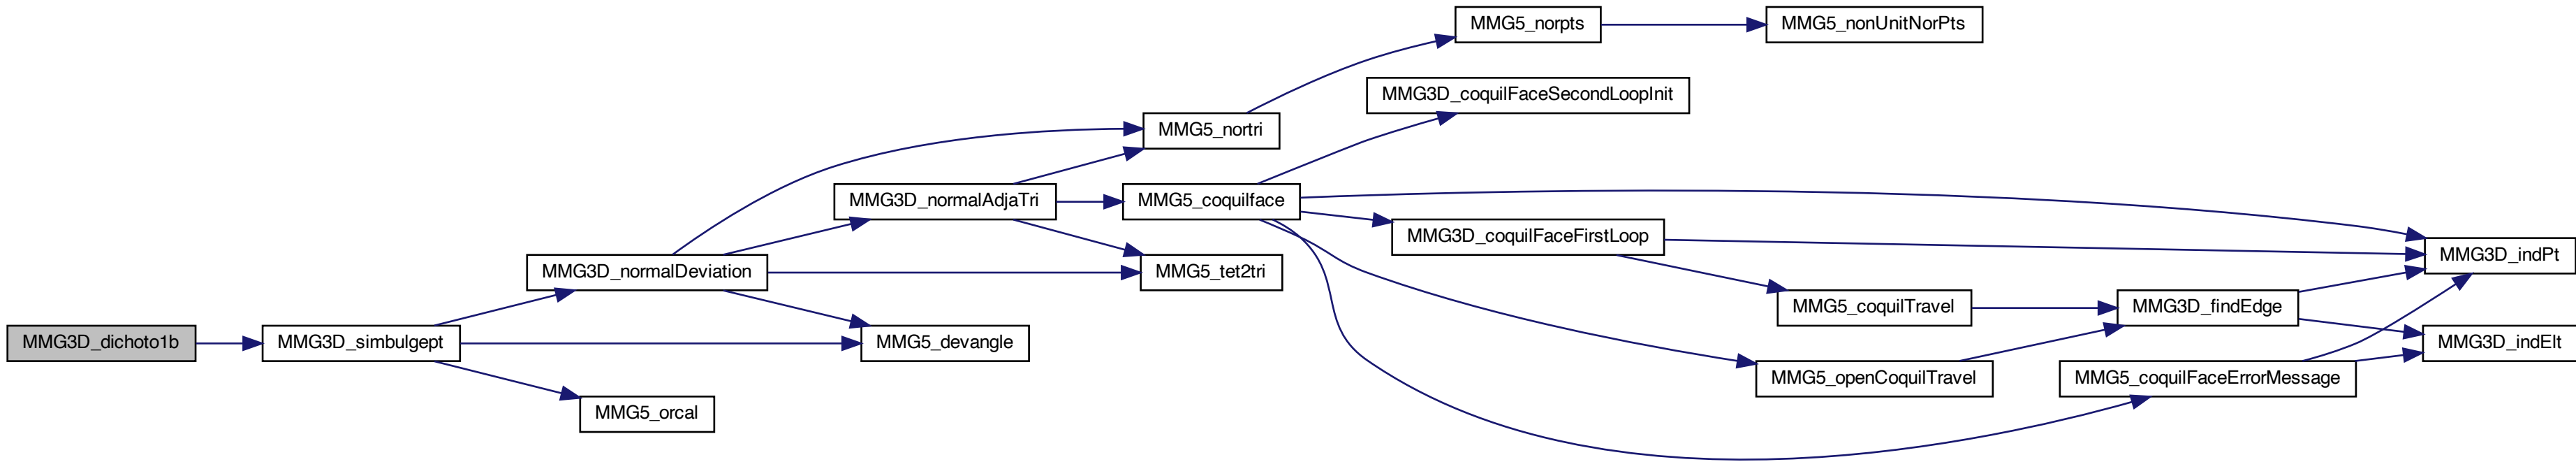 MMG5_norpts
MMG5_nonUnitNorPts
MMG3D_coquilFaceSecondLoopInit
MMG5_nortri
MMG3D_normalAdjaTri
MMG5_coquilface
MMG3D_coquilFaceFirstLoop
MMG3D_indPt
MMG3D_normalDeviation
MMG5_tet2tri
MMG5_coquilTravel
MMG3D_findEdge
MMG3D_dichoto1b
MMG3D_simbulgept
MMG5_devangle
MMG3D_indElt
MMG5_openCoquilTravel
MMG5_coquilFaceErrorMessage
MMG5_orcal